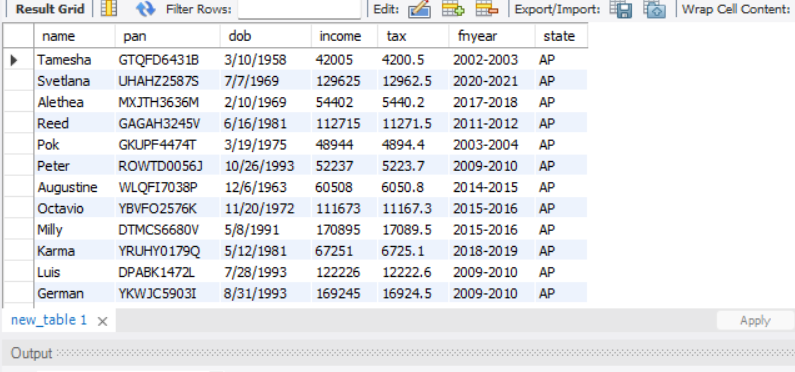 Result Grid Filter Rows: Edit: Export/Import: Wrap Cell Content:
name pan dob income tax fnyear state
Tamesha GTQFD6431B 3/10/1958 42005 4200.5 2002-2003 AP
Svetlana UHAHZ2587S 7/7/1969 129625 12962.5 2020-2021 AP
Alethea MXJTH3636M 2/10/1969 54402 5440.2 2017-2018 AP
Reed GAGAH3245V 6/16/1981 112715 11271.5 2011-2012 AP
Pok GKUPF4474T 3/19/1975 48944 4894.4 2003-2004 AP
Peter ROWTD0056J 10/26/1993 52237 5223.7 2009-2010 AP
Augustine WLQFI7038P 12/6/1963 60508 6050.8 2014-2015 AP
Octavio YBVFO2576K 11/20/1972 111673 11167.3 2015-2016 AP
Milly DTMCS6680V 5/8/1991 170895 17089.5 2015-2016 AP
Karma YRUHY0179Q 5/12/1981 67251 6725.1 2018-2019 AP
Luis DPABK1472L 7/28/1993 122226 12222.6 2009-2010 AP
German YKWJC5903I 8/31/1993 169245 16924.5 2009-2010 AP
new_table 1 Apply
Output